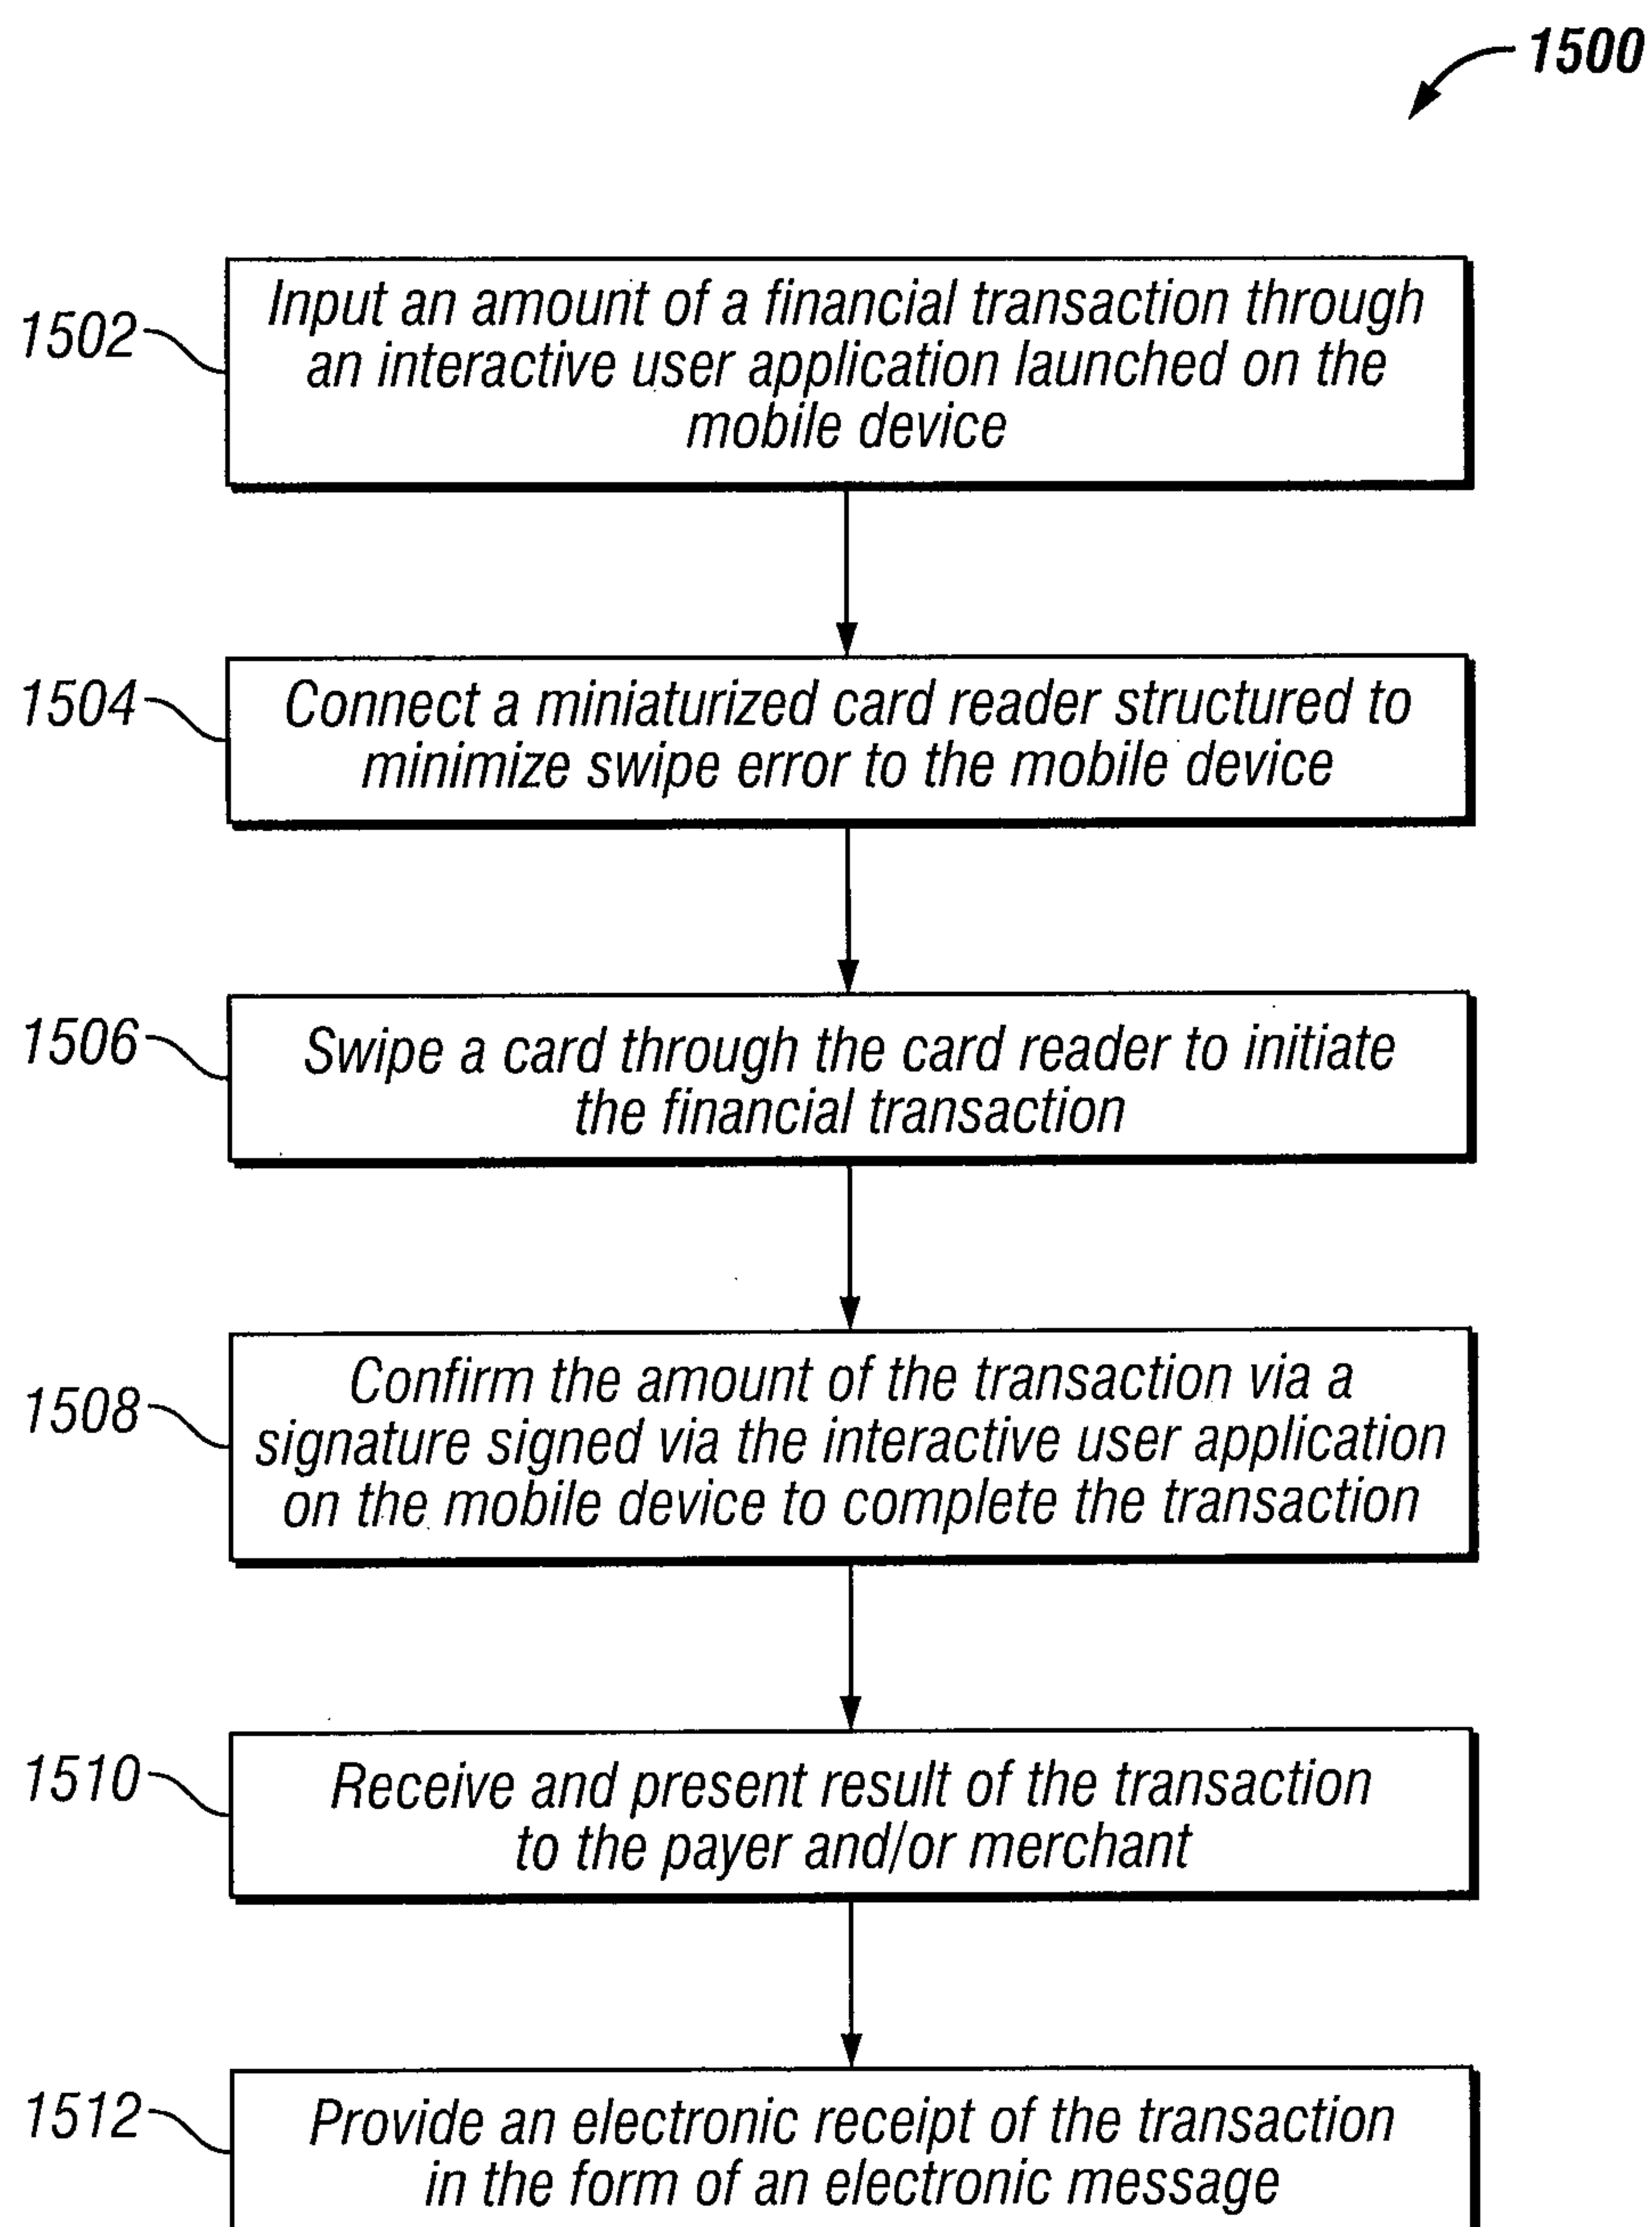 1500
1502
Input an amount of a financial transaction through
an interactive user application launched on the
mobile device
1504
Connect a miniaturized card reader structured to
minimize swipe error to the mobile device
1506
Swipe a card through the card reader to initiate
the financial transaction
1508
Confirm the amount of the transaction via a
signature signed via the interactive user application
on the mobile device to complete the transaction
1510
Receive and present result of the transaction
to the payer and/or merchant
1512
Provide an electronic receipt of the transaction
in the form of an electronic message